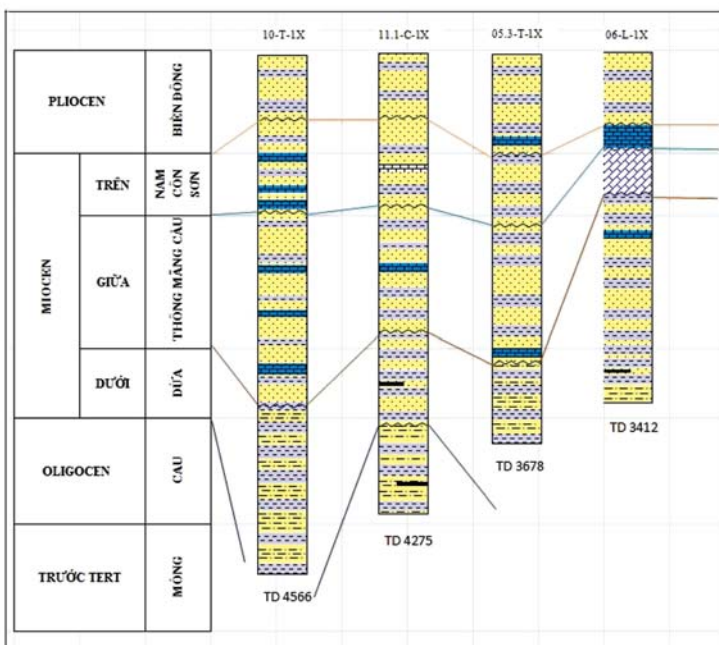 10-T-1X
11.1-C-1X
05.3-T-1X
06-L-1X
PLIOCEN
BIỂN ĐÔNG
MIOCEN
TRÊN
NAM CÔN SƠN
GIỮA
THÔNG MÃNG CẦU
DƯỚI
DỪA
OLIGOCEN
CAU
TRƯỚC TERT
MÓNG
TD 4566
TD 4275
TD 3678
TD 3412